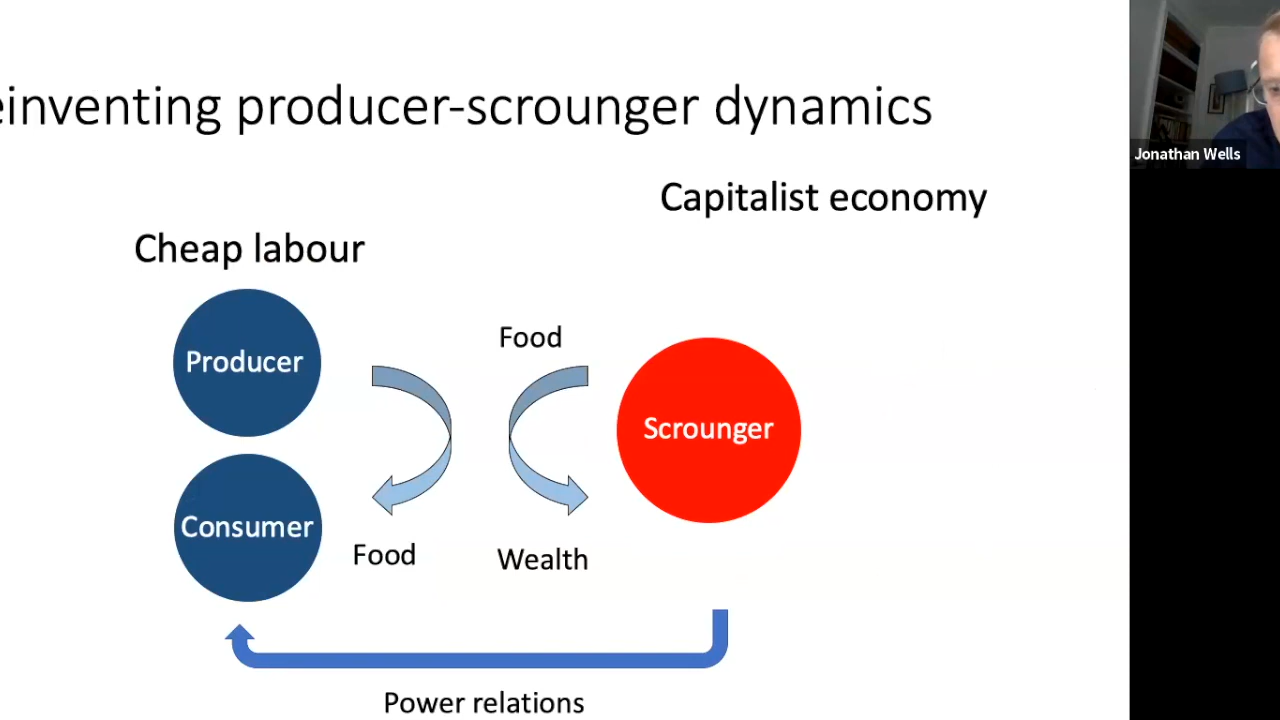 einventing producer-scrounger dynamics
Jonathan Wells
Capitalist economy
Cheap labour
Food
Producer
Scrounger
Consumer
Food
Wealth
Power relations